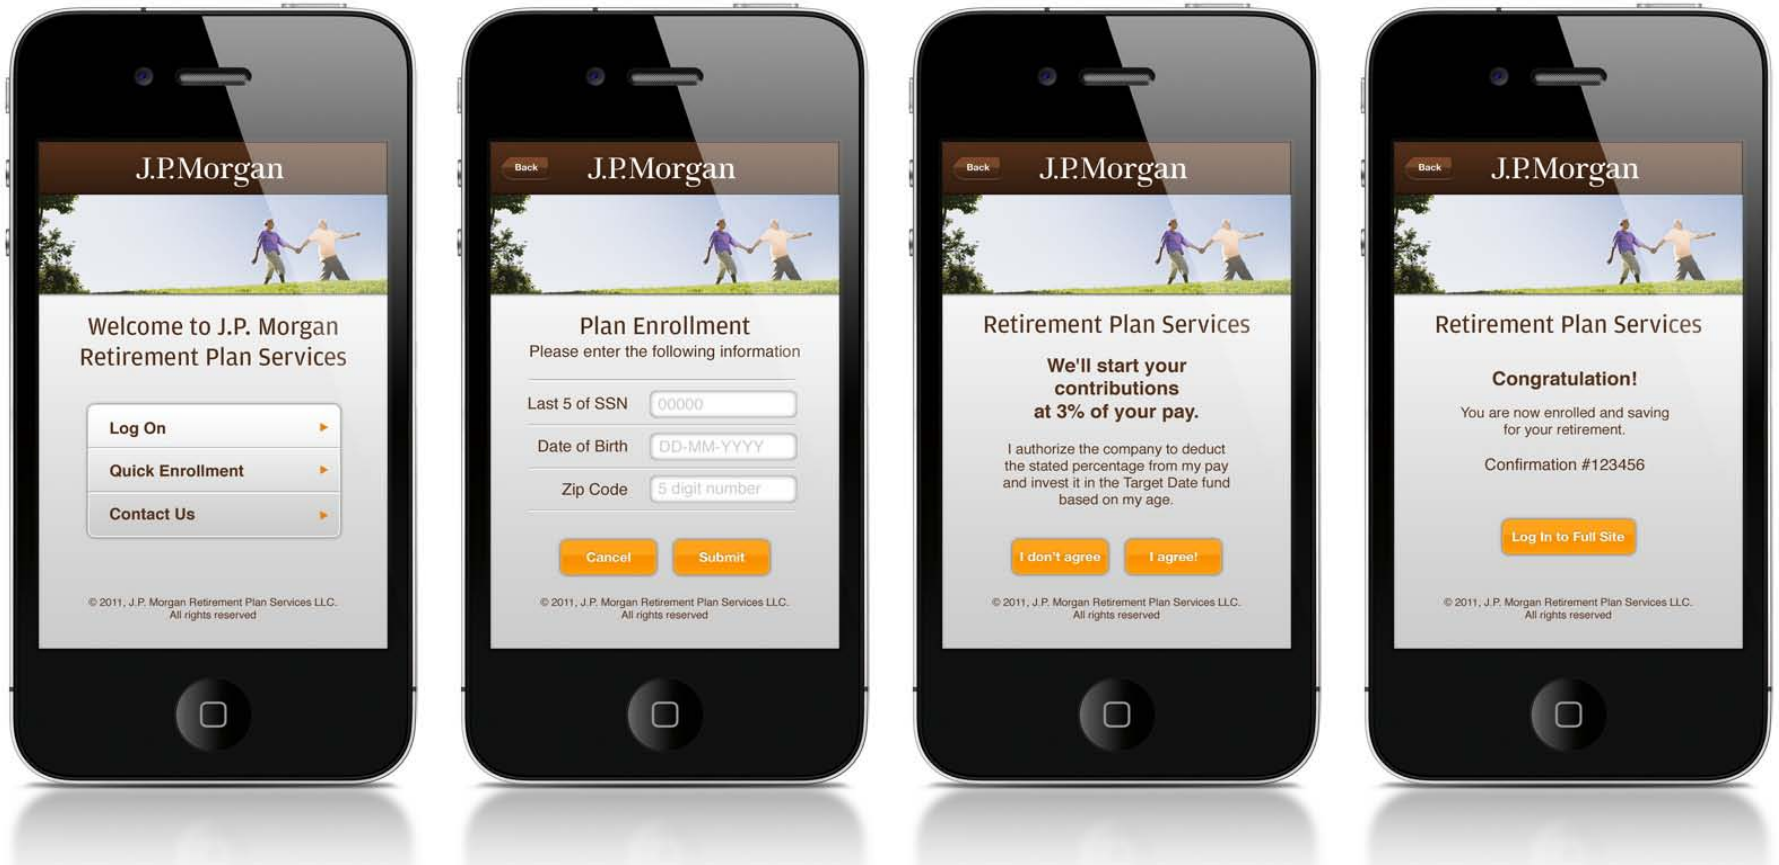 J.P.Morgan
Welcome to J.P. Morgan
Retirement Plan Services
Log On
Quick Enrollment
Contact Us
© 2011, J.P. Morgan Retirement Plan Services LLC.
All rights reserved
Back
J.P.Morgan
Plan Enrollment
Please enter the following information
Last 5 of SSN 00000
Date of Birth DD-MM-YYYY
Zip Code 5 digit number
Cancel Submit
© 2011, J.P. Morgan Retirement Plan Services LLC.
All rights reserved
Back
J.P.Morgan
Retirement Plan Services
We'll start your
contributions
at 3% of your pay.
I authorize the company to deduct
the stated percentage from my pay
and invest it in the Target Date fund
based on my age.
I don't agree I agree!
© 2011, J.P. Morgan Retirement Plan Services LLC.
All rights reserved
Back
J.P.Morgan
Retirement Plan Services
Congratulation!
You are now enrolled and saving
for your retirement.
Confirmation #123456
Log In to Full Site
© 2011, J.P. Morgan Retirement Plan Services LLC.
All rights reserved